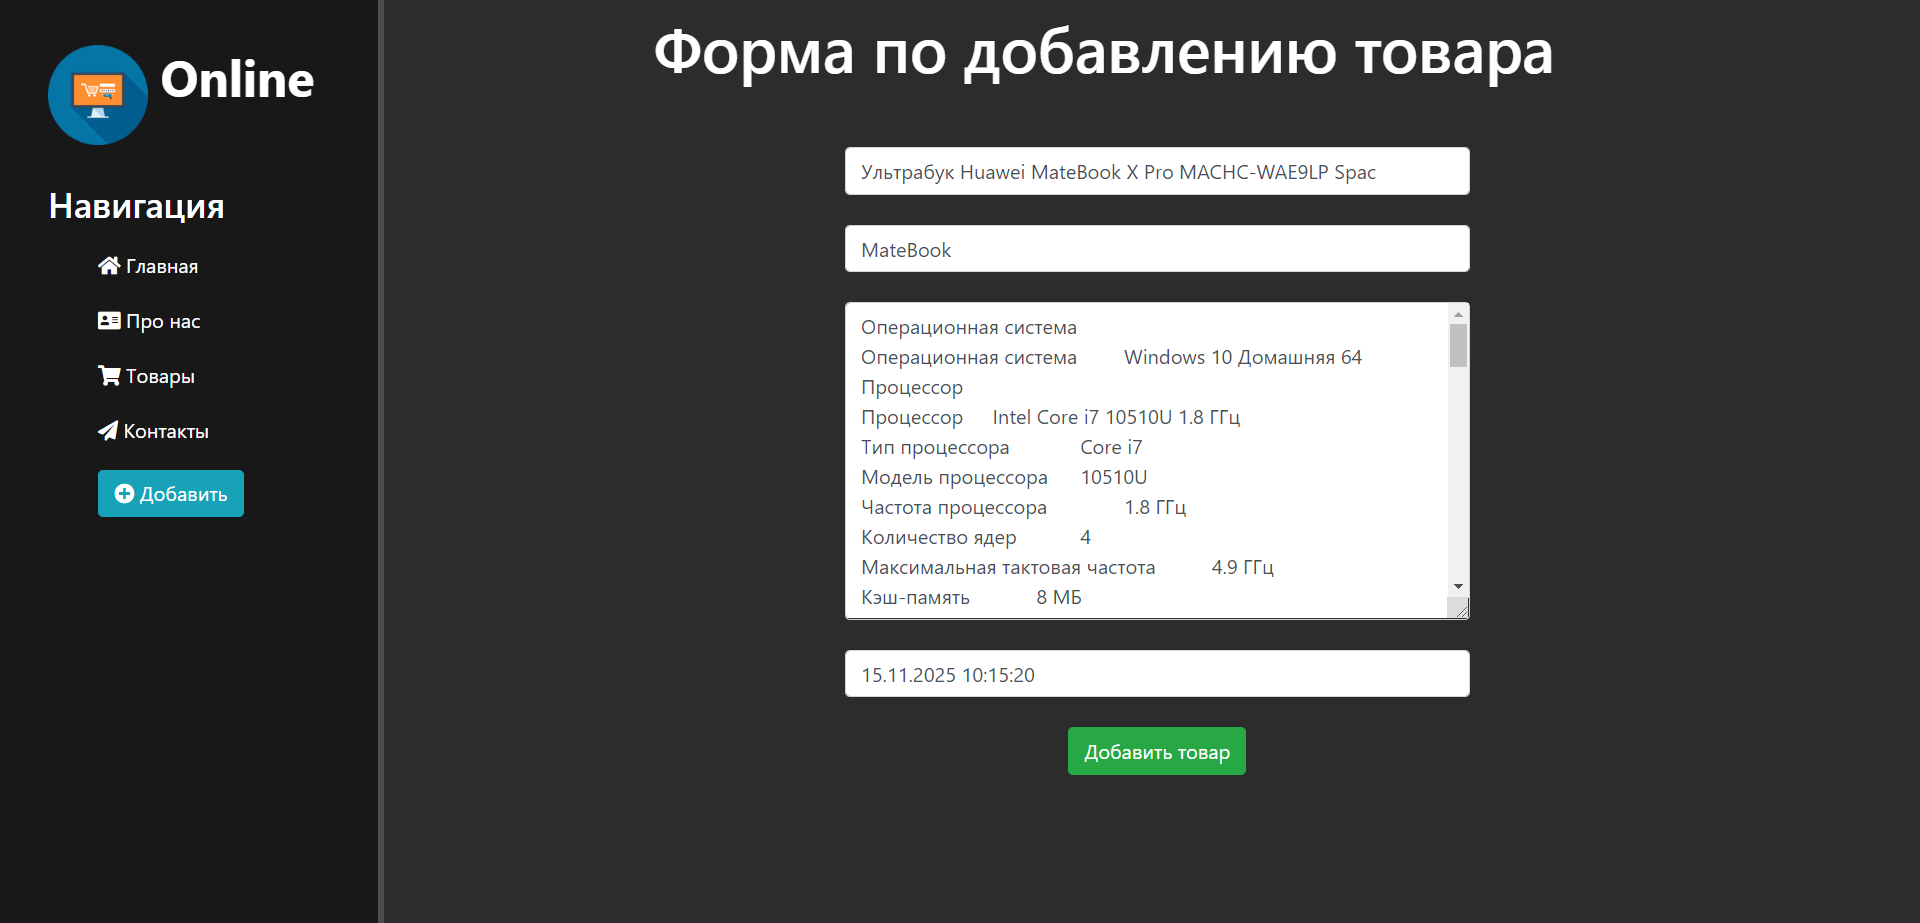 Online
Навигация
Главная
Про нас
Товары
Контакты
Добавить
Форма по добавлению товара
Ультрабук Huawei MateBook X Pro MACHC-WAE9LP Spac
MateBook
Операционная система
Операционная система Windows 10 Домашняя 64
Процессор
Процессор Intel Core i7 10510U 1.8 ГГц
Тип процессора Core i7
Модель процессора 10510U
Частота процессора 1.8 ГГц
Количество ядер 4
Максимальная тактовая частота 4.9 ГГц
Кэш-память 8 МБ
15.11.2025 10:15:20
Добавить товар